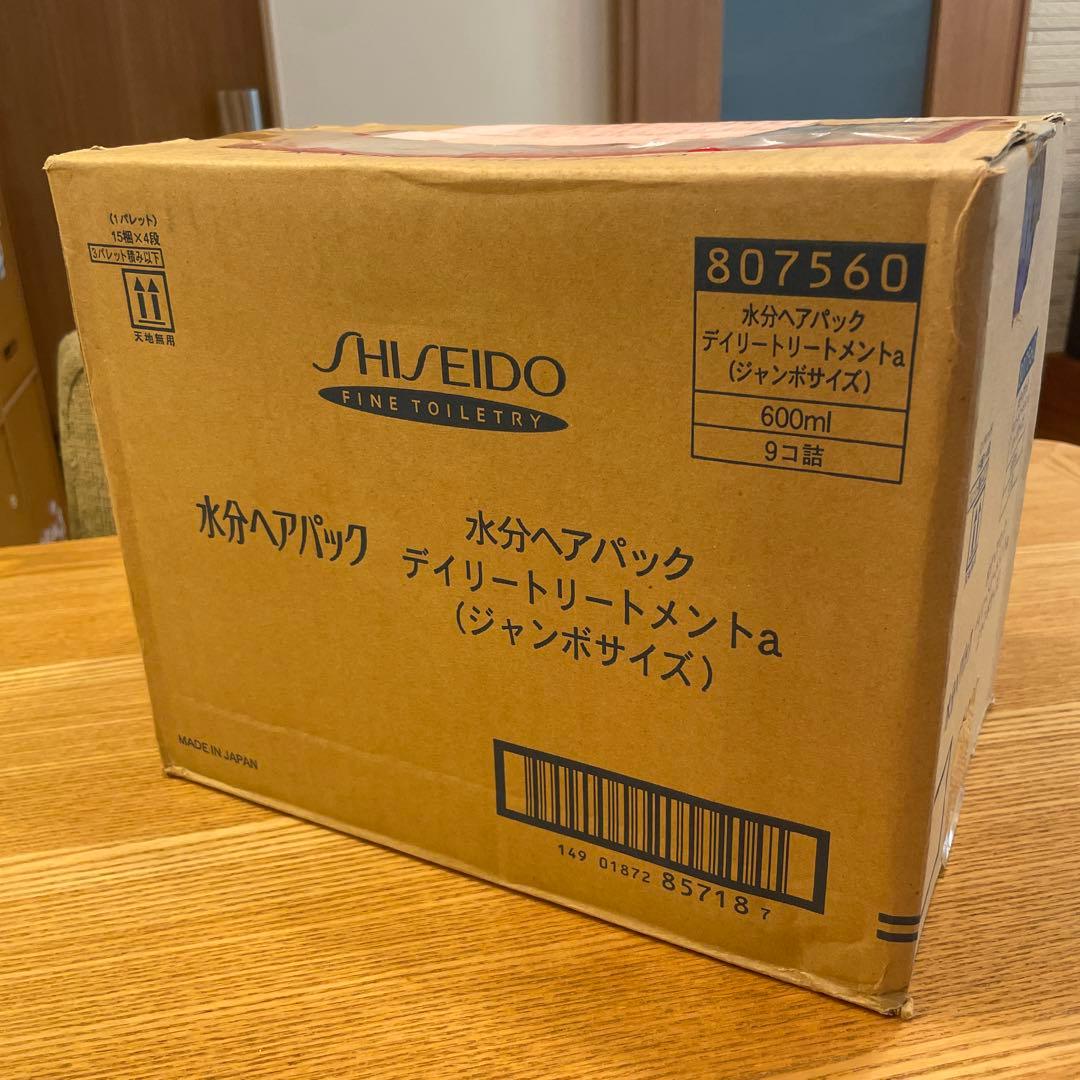 (1パレット)
15梱×4段
3パレット積み以下
天地無用
SHISEIDO
FINE TOILETRY
807560
水分ヘアパック
デイリートリートメントa
(ジャンボサイズ)
600ml
9コ詰
水分ヘアパック
水分ヘアパック
デイリートリートメントa
(ジャンボサイズ)
MADE IN JAPAN
149 01872 85718 7